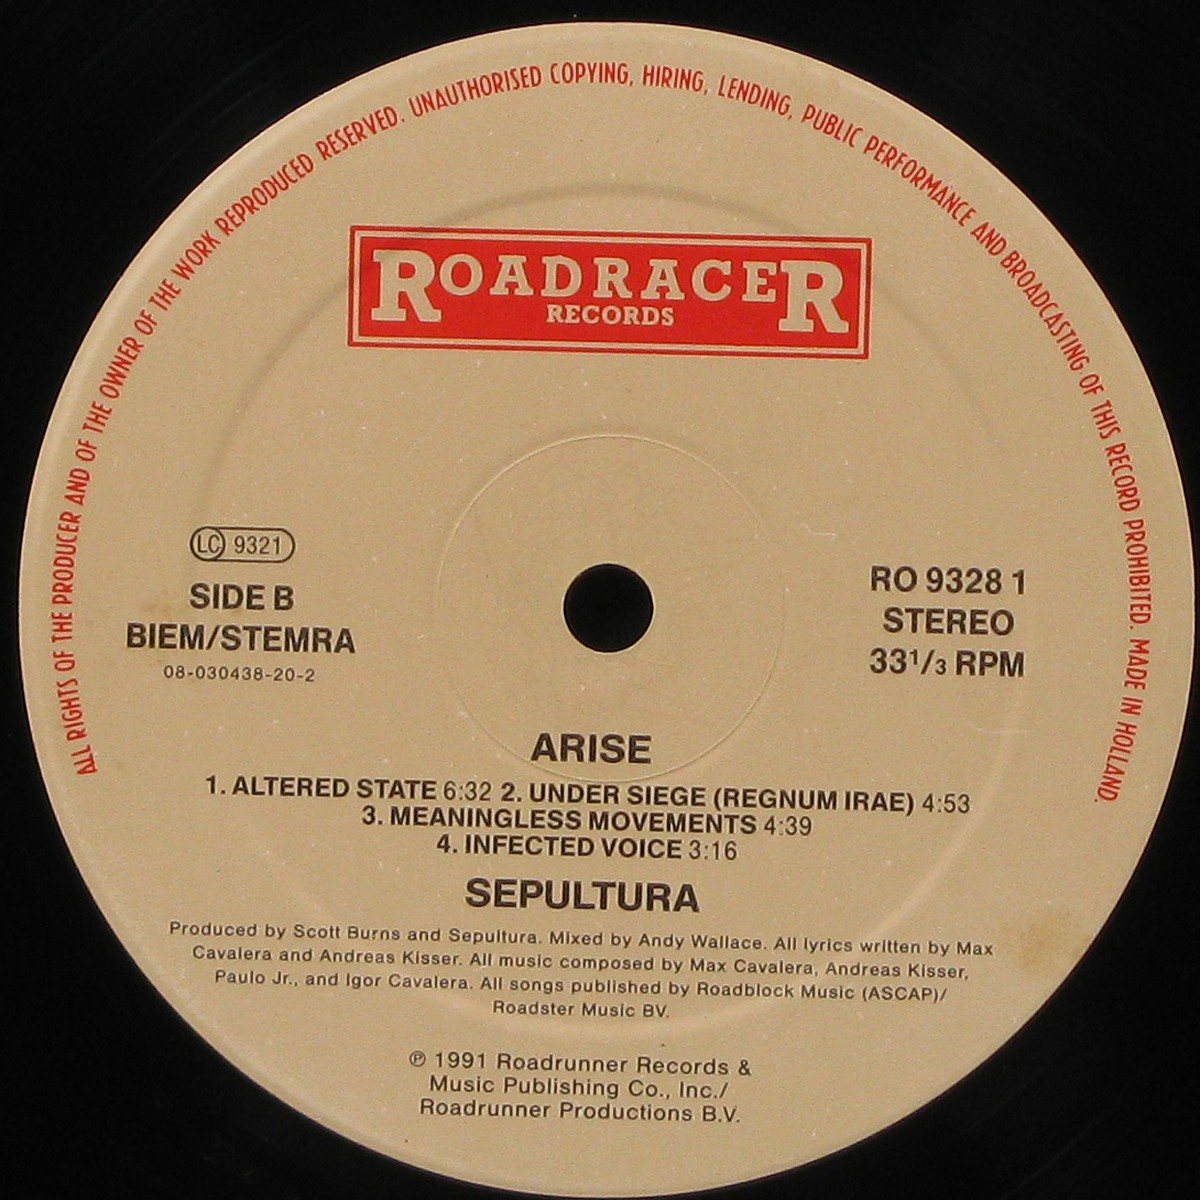 ALL RIGHTS OF THE PRODUCER AND OF THE OWNER OF THE WORK REPRODUCED RESERVED. UNAUTHORISED COPYING, HIRING, LENDING, PUBLIC PERFORMANCE AND BROADCASTING OF THIS RECORD PROHIBITED. MADE IN HOLLAND.
ROADRACER
RECORDS
LC 9321
SIDE B
BIEM/STEMRA
08-030438-20-2
RO 9328 1
STEREO
33 1/3 RPM
ARISE
1. ALTERED STATE 6:32 2. UNDER SIEGE (REGNUM IRAE) 4:53
3. MEANINGLESS MOVEMENTS 4:39
4. INFECTED VOICE 3:16
SEPULTURA
Produced by Scott Burns and Sepultura. Mixed by Andy Wallace. All lyrics written by Max
Cavalera and Andreas Kisser. All music composed by Max Cavalera, Andreas Kisser,
Paulo Jr., and Igor Cavalera. All songs published by Roadblock Music (ASCAP)/
Roadster Music BV.
℗ 1991 Roadrunner Records &
Music Publishing Co., Inc./
Roadrunner Productions B.V.